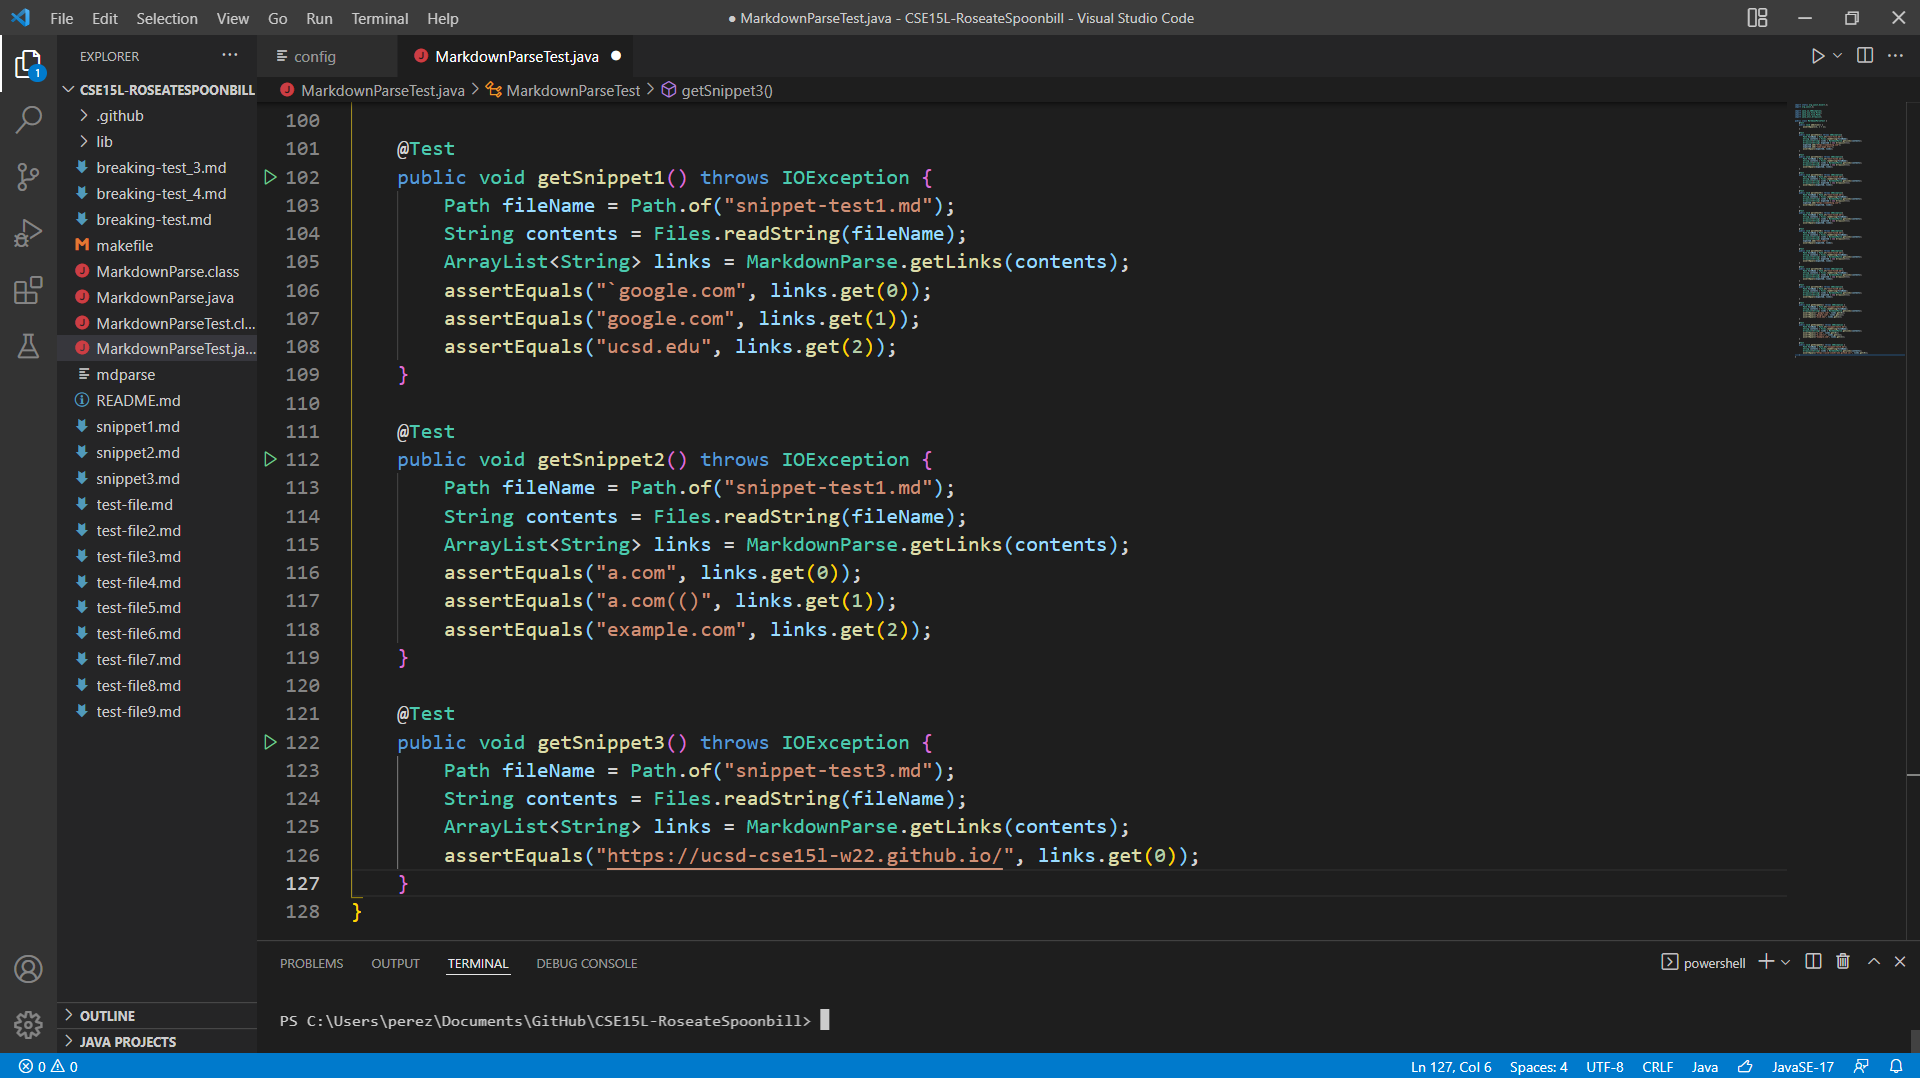 File Edit Selection View Go Run Terminal Help
● MarkdownParseTest.java - CSE15L-RoseateSpoonbill - Visual Studio Code
EXPLORER
1
CSE15L-ROSEATESPOONBILL
.github
lib
breaking-test_3.md
breaking-test_4.md
breaking-test.md
makefile
MarkdownParse.class
MarkdownParse.java
MarkdownParseTest.cl...
MarkdownParseTest.ja...
mdparse
README.md
snippet1.md
snippet2.md
snippet3.md
test-file.md
test-file2.md
test-file3.md
test-file4.md
test-file5.md
test-file6.md
test-file7.md
test-file8.md
test-file9.md
OUTLINE
JAVA PROJECTS
config MarkdownParseTest.java
MarkdownParseTest.java > MarkdownParseTest > getSnippet3()
100
101 @Test
102 public void getSnippet1() throws IOException {
103 Path fileName = Path.of("snippet-test1.md");
104 String contents = Files.readString(fileName);
105 ArrayList<String> links = MarkdownParse.getLinks(contents);
106 assertEquals("`google.com", links.get(0));
107 assertEquals("google.com", links.get(1));
108 assertEquals("ucsd.edu", links.get(2));
109 }
110
111 @Test
112 public void getSnippet2() throws IOException {
113 Path fileName = Path.of("snippet-test1.md");
114 String contents = Files.readString(fileName);
115 ArrayList<String> links = MarkdownParse.getLinks(contents);
116 assertEquals("a.com", links.get(0));
117 assertEquals("a.com(()", links.get(1));
118 assertEquals("example.com", links.get(2));
119 }
120
121 @Test
122 public void getSnippet3() throws IOException {
123 Path fileName = Path.of("snippet-test3.md");
124 String contents = Files.readString(fileName);
125 ArrayList<String> links = MarkdownParse.getLinks(contents);
126 assertEquals("https://ucsd-cse15l-w22.github.io/", links.get(0));
127 }
128 }
PROBLEMS OUTPUT TERMINAL DEBUG CONSOLE
powershell
PS C:\Users\perez\Documents\GitHub\CSE15L-RoseateSpoonbill>
0 0
Ln 127, Col 6 Spaces: 4 UTF-8 CRLF Java JavaSE-17